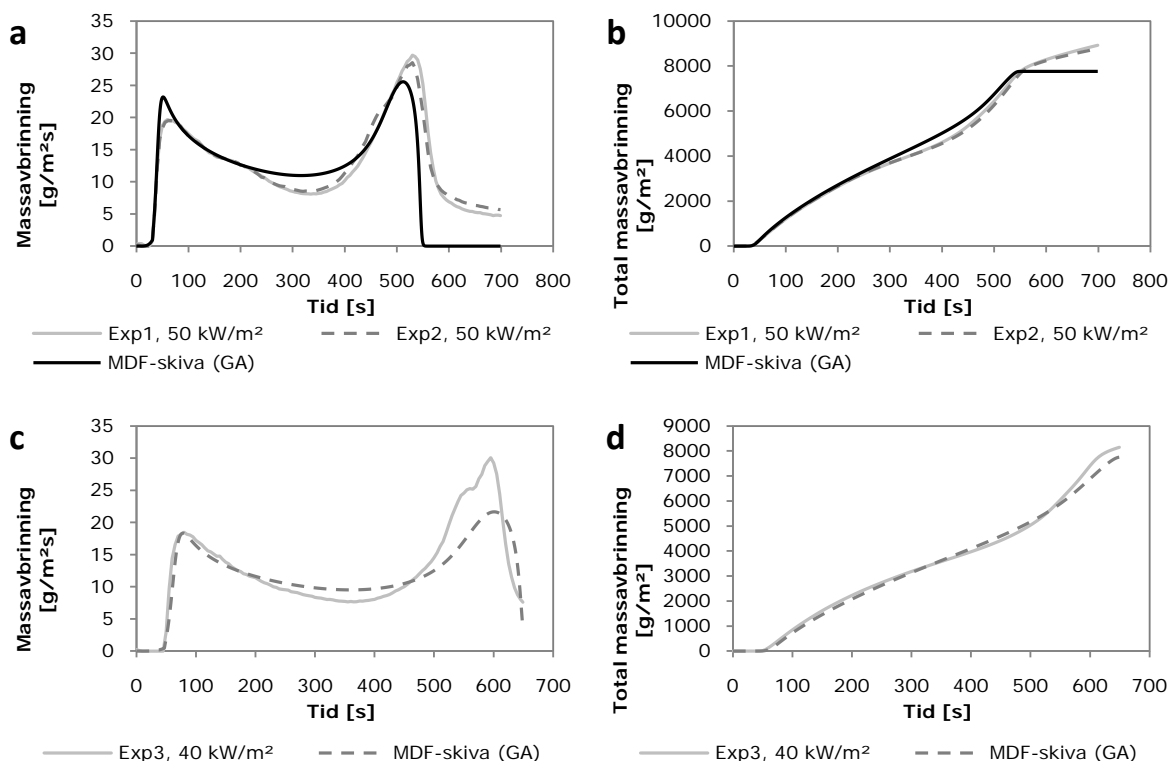 a
35
30
25
20
15
10
5
0
0 100 200 300 400 500 600 700 800
Massavbrinning
[g/m²s]
Tid [s]
Exp1, 50 kW/m² Exp2, 50 kW/m²
MDF-skiva (GA)
b
10000
8000
6000
4000
2000
0
0 100 200 300 400 500 600 700 800
Total massavbrinning
[g/m²]
Tid [s]
Exp1, 50 kW/m² Exp2, 50 kW/m²
MDF-skiva (GA)
c
35
30
25
20
15
10
5
0
0 100 200 300 400 500 600 700
Massavbrinning
[g/m²s]
Tid [s]
Exp3, 40 kW/m² MDF-skiva (GA)
d
9000
8000
7000
6000
5000
4000
3000
2000
1000
0
0 100 200 300 400 500 600 700
Total massavbrinning
[g/m²]
Tid [s]
Exp3, 40 kW/m² MDF-skiva (GA)